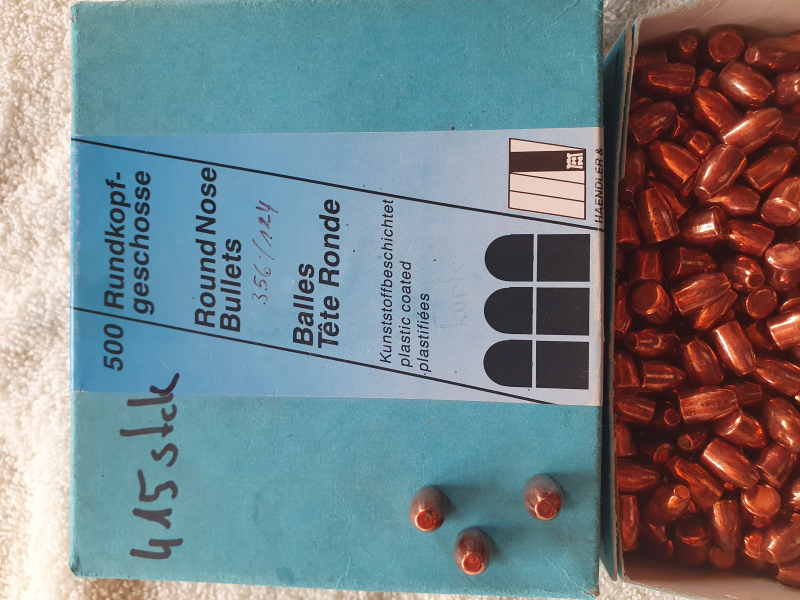 500 Rundkopf-
geschosse
Round Nose
Bullets
356/124
Balles
Tête Ronde
Kunststoffbeschichtet
plastic coated
plastifiées
HAENDLER &
415 stck